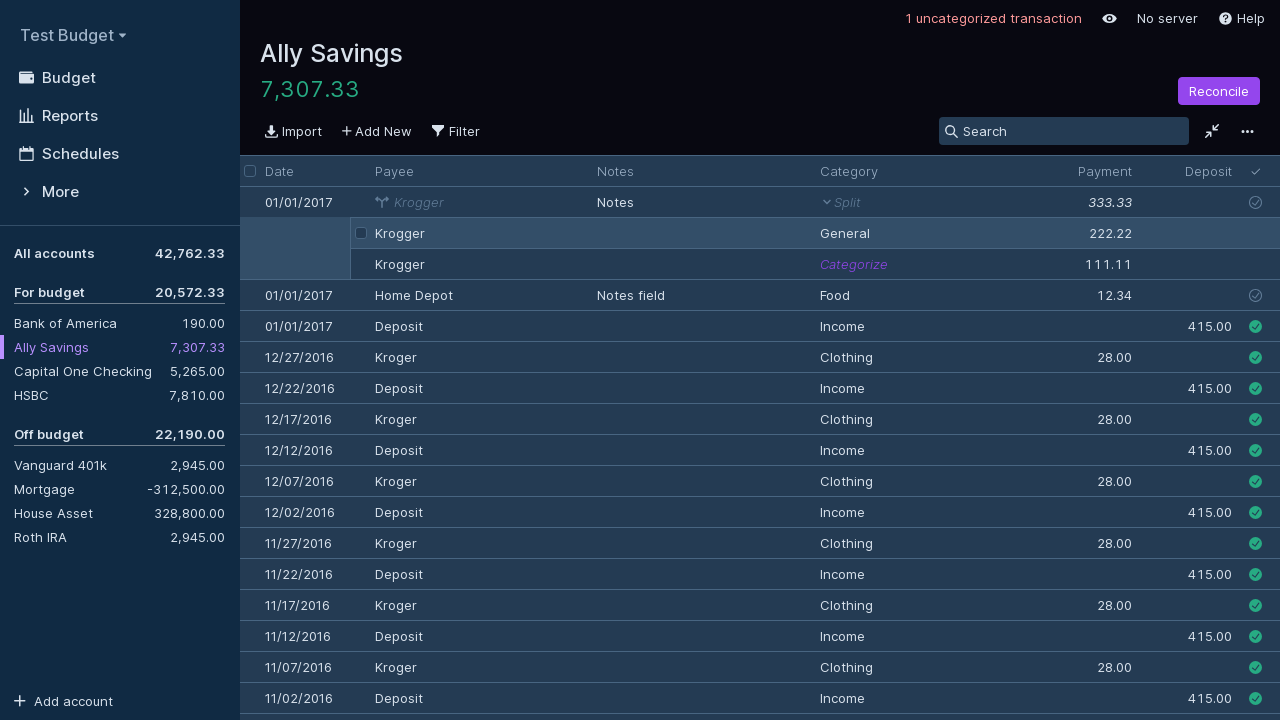 Test Budget
Budget
Reports
Schedules
More
All accounts 42,762.33
For budget 20,572.33
Bank of America 190.00
Ally Savings 7,307.33
Capital One Checking 5,265.00
HSBC 7,810.00
Off budget 22,190.00
Vanguard 401k 2,945.00
Mortgage -312,500.00
House Asset 328,800.00
Roth IRA 2,945.00
Add account
1 uncategorized transaction No server Help
Ally Savings
7,307.33
Reconcile
Import Add New Filter Search
Date Payee Notes Category Payment Deposit
01/01/2017 Krogger Notes Split 333.33
Krogger General 222.22
Krogger Categorize 111.11
01/01/2017 Home Depot Notes field Food 12.34
01/01/2017 Deposit Income 415.00
12/27/2016 Kroger Clothing 28.00
12/22/2016 Deposit Income 415.00
12/17/2016 Kroger Clothing 28.00
12/12/2016 Deposit Income 415.00
12/07/2016 Kroger Clothing 28.00
12/02/2016 Deposit Income 415.00
11/27/2016 Kroger Clothing 28.00
11/22/2016 Deposit Income 415.00
11/17/2016 Kroger Clothing 28.00
11/12/2016 Deposit Income 415.00
11/07/2016 Kroger Clothing 28.00
11/02/2016 Deposit Income 415.00